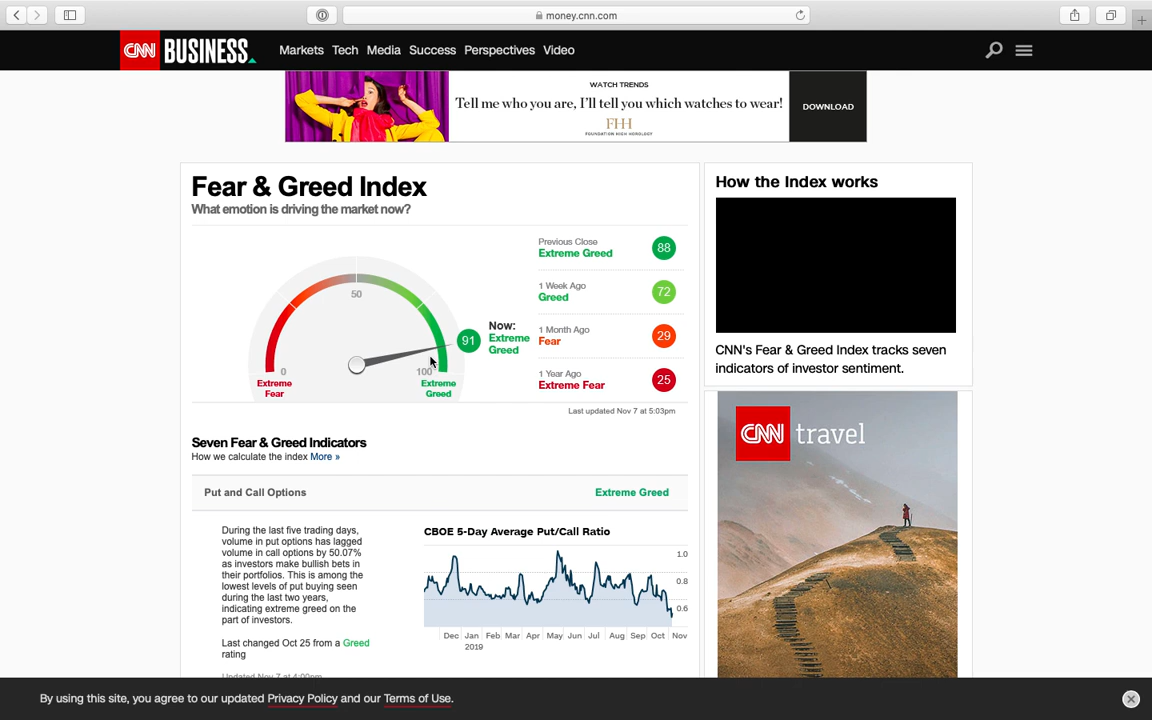 money.cnn.com
CNN BUSINESS
Markets Tech Media Success Perspectives Video
WATCH TRENDS
Tell me who you are, I'll tell you which watches to wear!
FHH
FOUNDATION HIGH HOROLOGY
DOWNLOAD
Fear & Greed Index
What emotion is driving the market now?
50
0
100
Extreme
Fear
Extreme
Greed
91
Now:
Extreme
Greed
Previous Close
Extreme Greed
88
1 Week Ago
Greed
72
1 Month Ago
Fear
29
1 Year Ago
Extreme Fear
25
Last updated Nov 7 at 5:03pm
Seven Fear & Greed Indicators
How we calculate the index More »
Put and Call Options
Extreme Greed
During the last five trading days,
volume in put options has lagged
volume in call options by 50.07%
as investors make bullish bets in
their portfolios. This is among the
lowest levels of put buying seen
during the last two years,
indicating extreme greed on the
part of investors.
Last changed Oct 25 from a Greed
rating
Updated Nov 7 at 4:00pm
CBOE 5-Day Average Put/Call Ratio
1.0
0.8
0.6
Dec Jan Feb Mar Apr May Jun Jul Aug Sep Oct Nov
2019
How the Index works
CNN's Fear & Greed Index tracks seven
indicators of investor sentiment.
CNN travel
By using this site, you agree to our updated Privacy Policy and our Terms of Use.